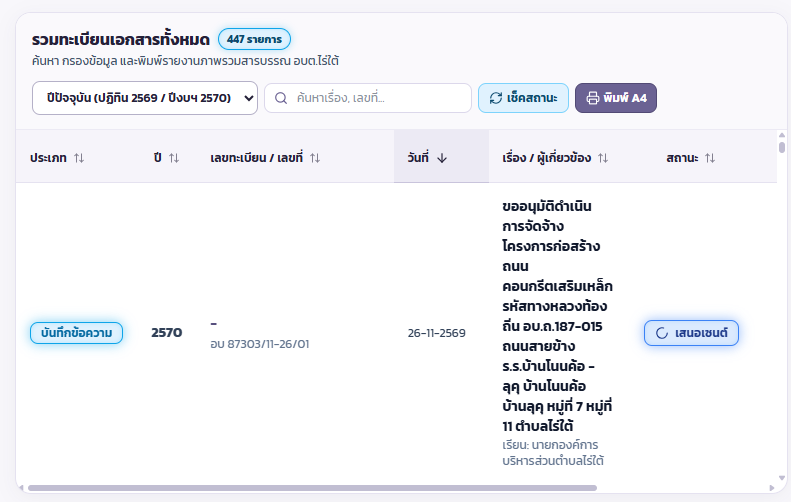 รวมทะเบียนเอกสารทั้งหมด 447 รายการ
ค้นหา กรองข้อมูล และพิมพ์รายงานภาพรวมสารบรรณ อบต.ไร่ใต้
ปีปัจจุบัน (ปฏิทิน 2569 / ปีงบฯ 2570) ค้นหาเรื่อง, เลขที่... เช็คสถานะ พิมพ์ A4
ประเภท ปี เลขทะเบียน / เลขที่ วันที่ เรื่อง / ผู้เกี่ยวข้อง สถานะ
บันทึกข้อความ 2570 -
อบ 87303/11-26/01
26-11-2569
ขออนุมัติดำเนิน
การจัดจ้าง
โครงการก่อสร้าง
ถนน
คอนกรีตเสริมเหล็ก
รหัสทางหลวงท้อง
ถิ่น อบ.ถ.187-015
ถนนสายข้าง
ร.ร.บ้านโนนค้อ -
ลุคุ บ้านโนนค้อ
บ้านลุคุ หมู่ที่ 7 หมู่ที่
11 ตำบลไร่ใต้
เรียน: นายกองค์การ
บริหารส่วนตำบลไร่ใต้
เสนอเซนต์